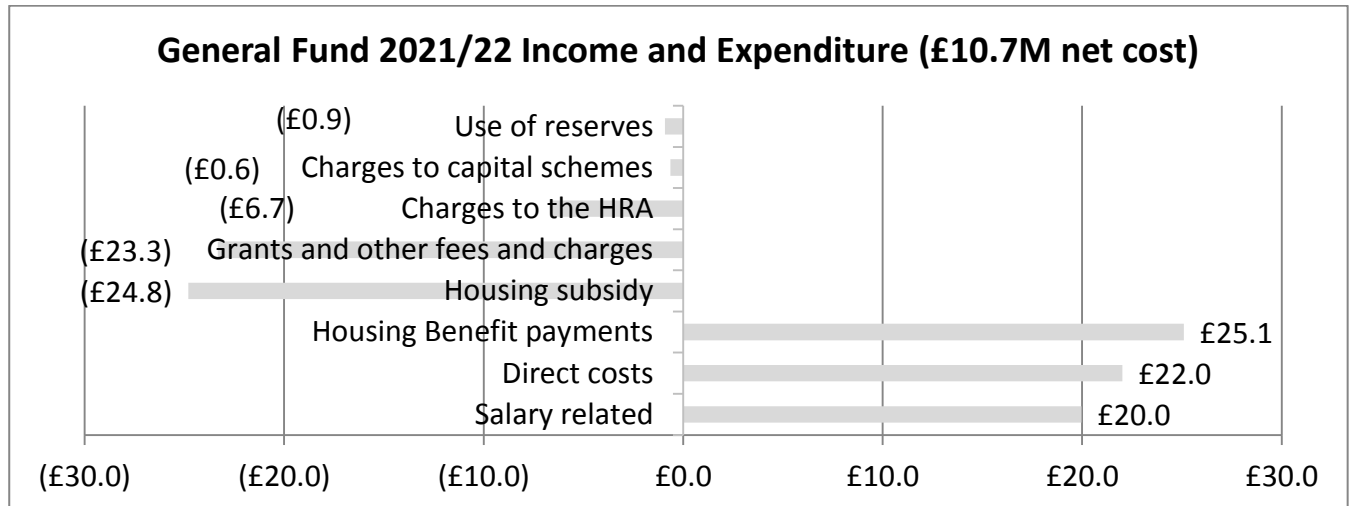 General Fund 2021/22 Income and Expenditure (£10.7M net cost)
(£0.9) Use of reserves
(£0.6) Charges to capital schemes
(£6.7) Charges to the HRA
(£23.3) Grants and other fees and charges
(£24.8) Housing subsidy
Housing Benefit payments £25.1
Direct costs £22.0
Salary related £20.0
(£30.0) (£20.0) (£10.0) £0.0 £10.0 £20.0 £30.0